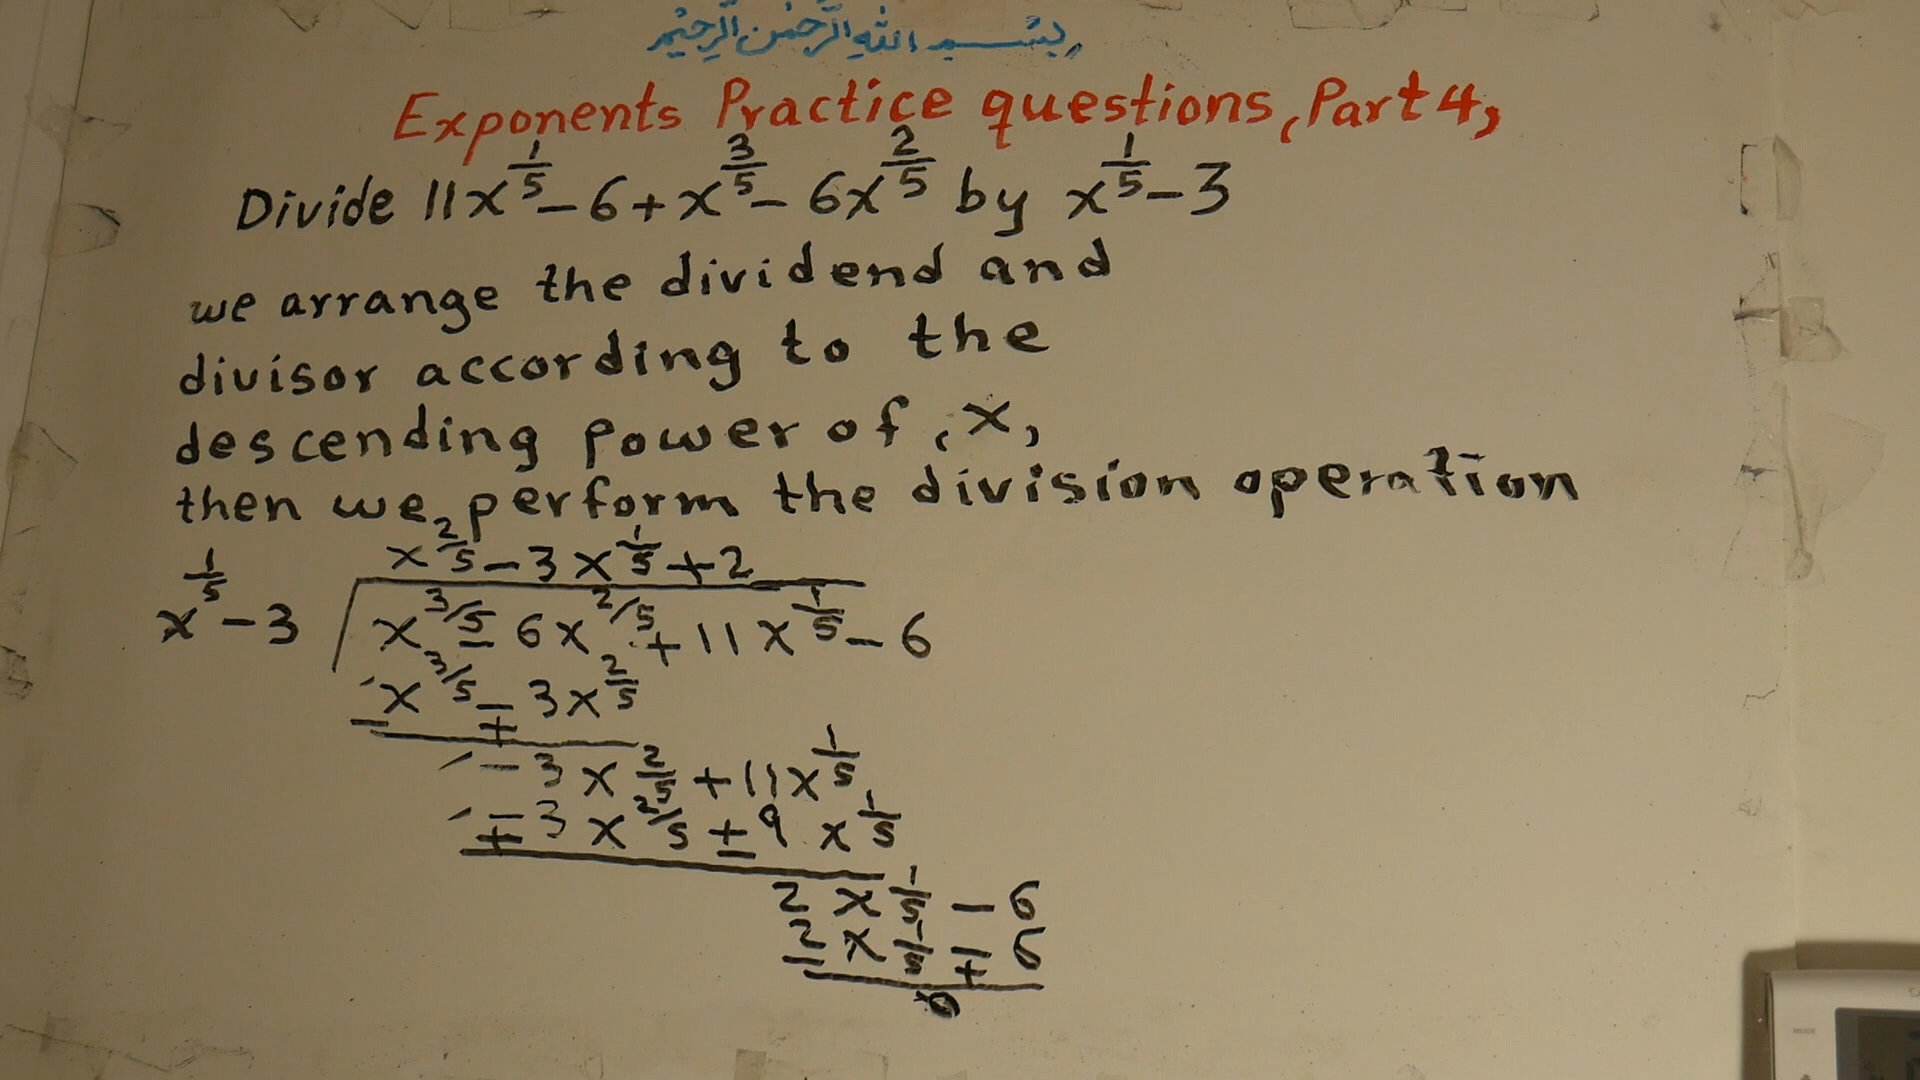 بِسْمِ اللهِ الرَّحْمٰنِ الرَّحِيْمِ
Exponents Practice questions, Part 4,
Divide 11x^(1/5) - 6 + x^(3/5) - 6x^(2/5) by x^(1/5) - 3
we arrange the dividend and
divisor according to the
descending power of, x,
then we perform the division operation
x^(2/5) - 3x^(1/5) + 2
x^(1/5) - 3 x^(3/5) - 6x^(2/5) + 11x^(1/5) - 6
x^(3/5) - 3x^(2/5)
- +
- 3x^(2/5) + 11x^(1/5)
- 3x^(2/5) + 9x^(1/5)
+ -
2x^(1/5) - 6
2x^(1/5) - 6
- +
0